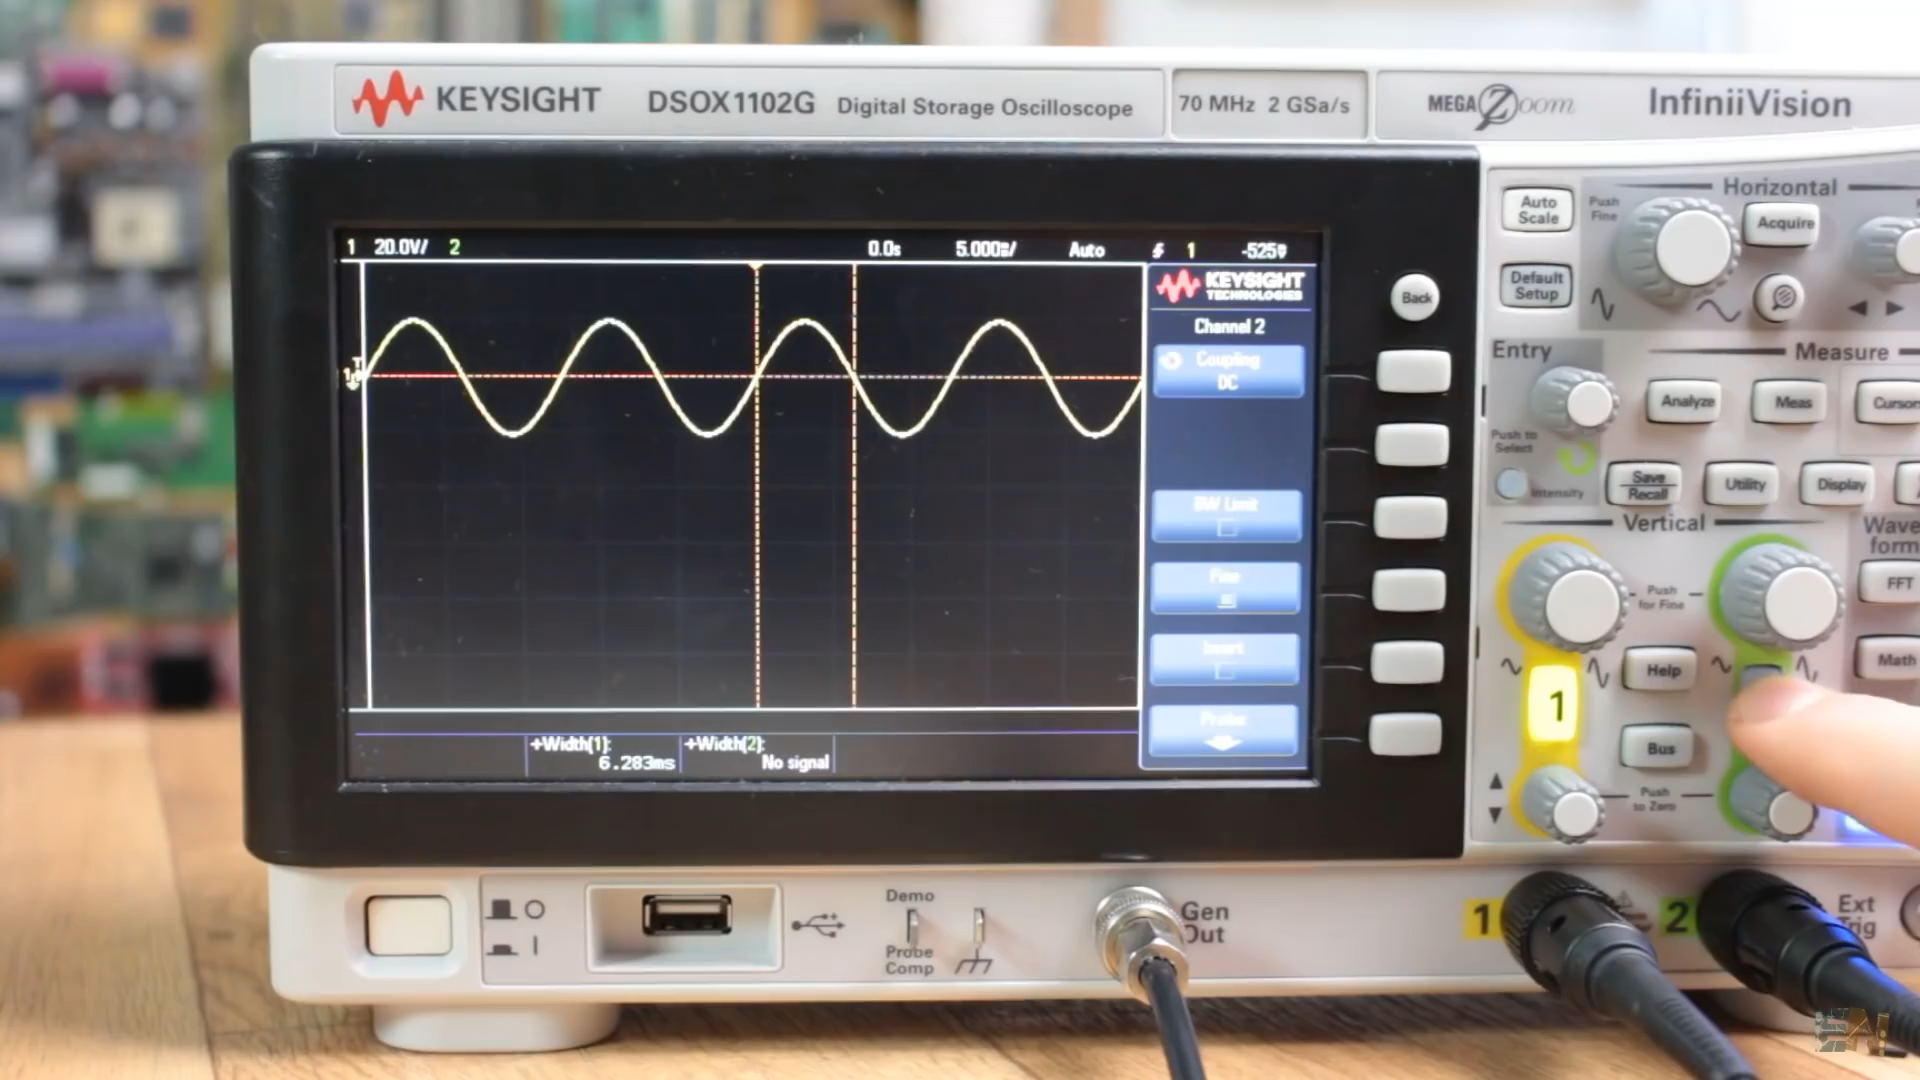 KEYSIGHT DSOX1102G Digital Storage Oscilloscope 70 MHz 2 GSa/s MEGA Zoom InfiniiVision
Horizontal
Auto Scale
Push Fine
Acquire
Default Setup
1 20.0V/ 2 0.0s 5.000ms/ Auto 1 -525V
KEYSIGHT
TECHNOLOGIES
Channel 2
Coupling
DC
BW Limit
Fine
Invert
Probe
T
1
+Width(1):
6.283ms
+Width(2):
No signal
Back
Entry
Measure
Analyze
Meas
Cursors
Push to Select
Intensity
Save
Recall
Utility
Display
Vertical
Wave
form
Push for Fine
FFT
Help
Math
1
Bus
Push to Zero
Demo
Probe Comp
Gen Out
1
2
Ext Trig